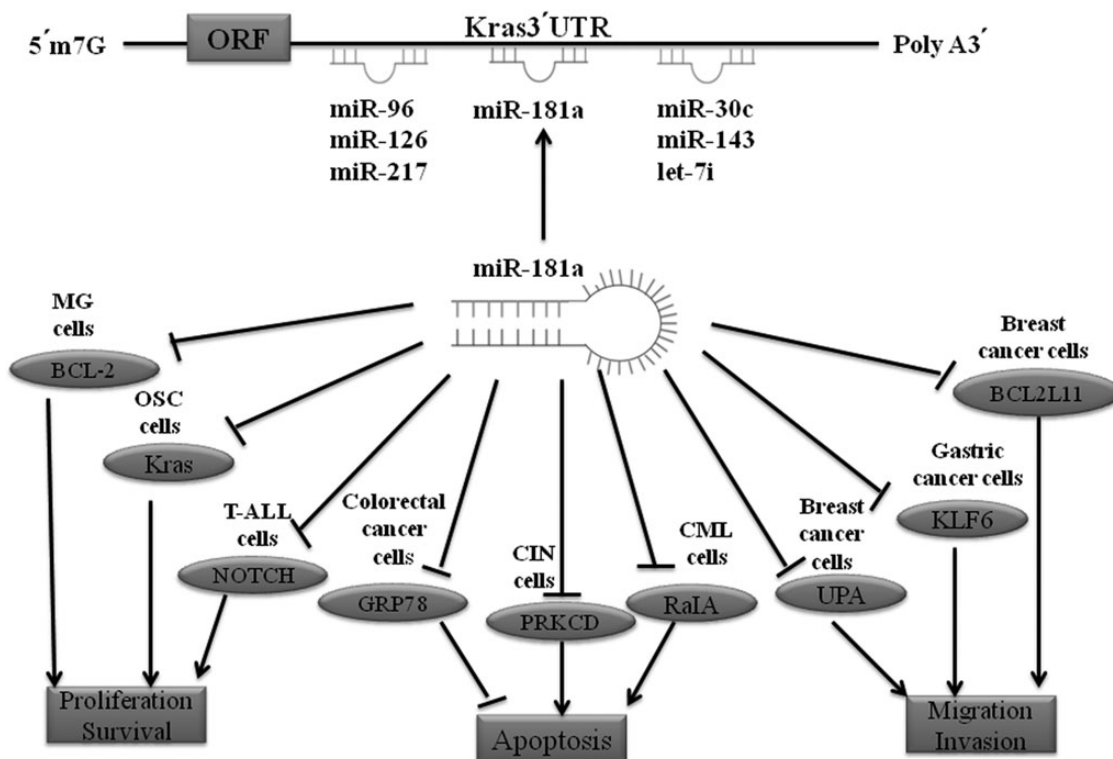 5´m7G
ORF
Kras3´UTR
Poly A3´
miR-96
miR-126
miR-217
miR-181a
miR-30c
miR-143
let-7i
miR-181a
MG
cells
BCL-2
OSC
cells
Kras
T-ALL
cells
NOTCH
Colorectal
cancer
cells
GRP78
CIN
cells
PRKCD
CML
cells
RalA
Breast
cancer
cells
UPA
Gastric
cancer cells
KLF6
Breast
cancer cells
BCL2L11
Proliferation
Survival
Apoptosis
Migration
Invasion